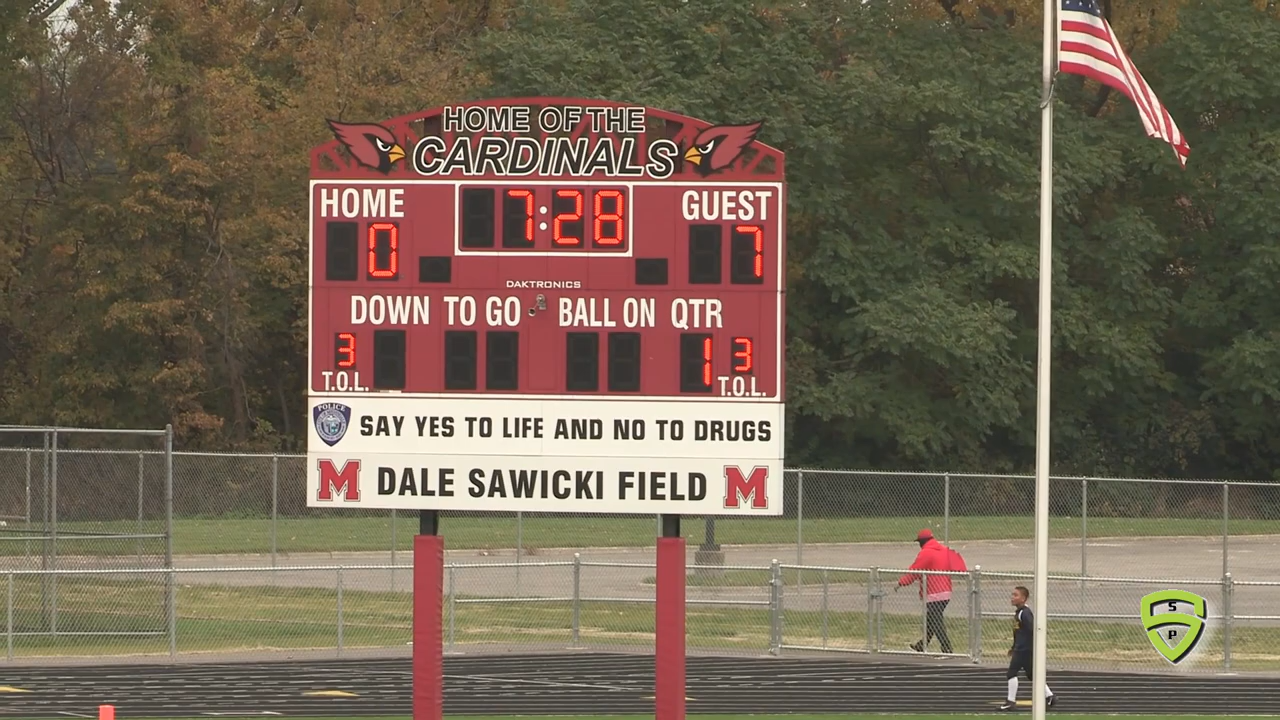 HOME OF THE
CARDINALS
HOME 7:28 GUEST
0 7
DAKTRONICS
DOWN TO GO BALL ON QTR
3 1 3
T.O.L. T.O.L.
POLICE
SAY YES TO LIFE AND NO TO DRUGS
M DALE SAWICKI FIELD M
S
P